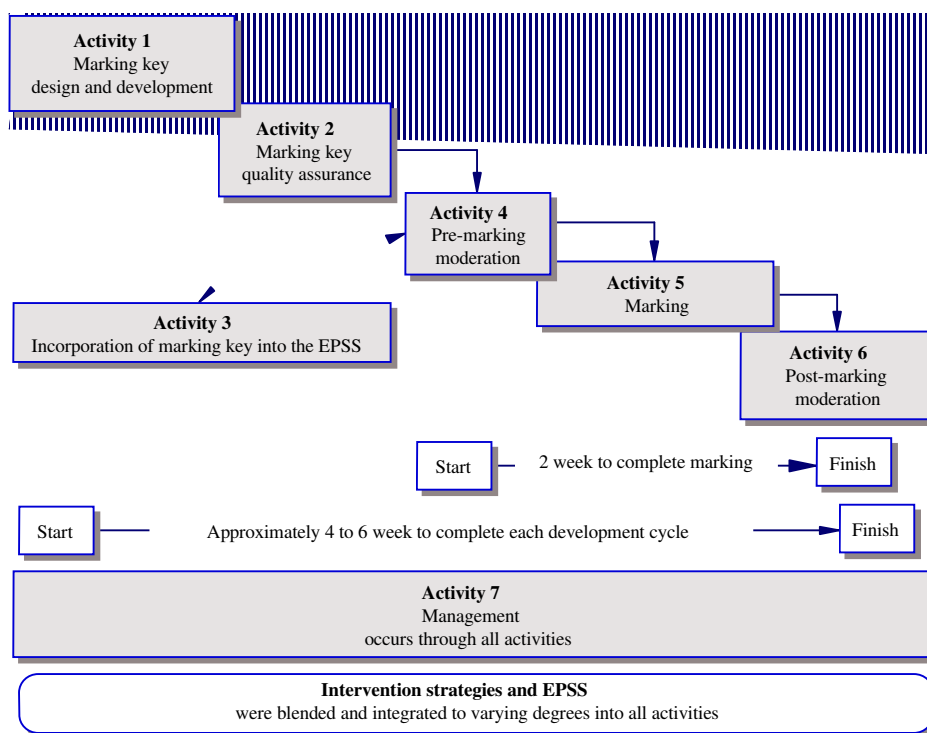 Activity 1
Marking key
design and development
Activity 2
Marking key
quality assurance
Activity 4
Pre-marking
moderation
Activity 5
Marking
Activity 3
Incorporation of marking key into the EPSS
Activity 6
Post-marking
moderation
Start
2 week to complete marking
Finish
Start
Approximately 4 to 6 week to complete each development cycle
Finish
Activity 7
Management
occurs through all activities
Intervention strategies and EPSS
were blended and integrated to varying degrees into all activities